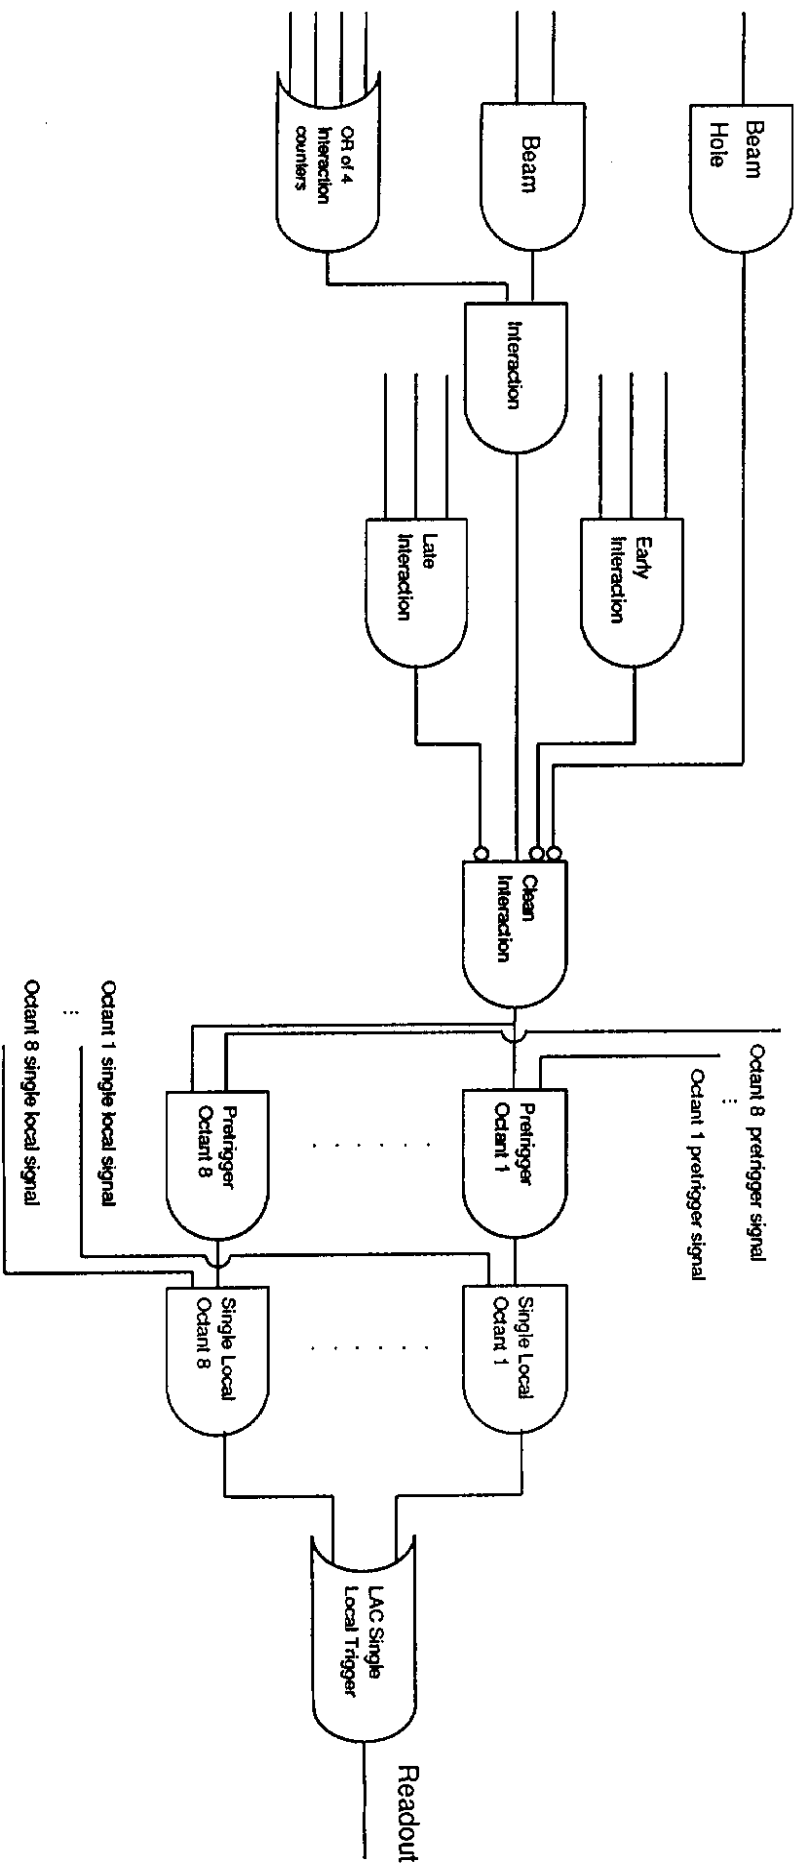 Beam
Hole
Beam
OR of 4
Interaction
counters
Interaction
Early
Interaction
Late
Interaction
Clean
Interaction
Octant 8 pretrigger signal
...
Octant 1 pretrigger signal
Pretrigger
Octant 1
. . . . . .
Pretrigger
Octant 8
Octant 1 single local signal
...
Octant 8 single local signal
Single Local
Octant 1
. . . . . .
Single Local
Octant 8
LAC Single
Local Trigger
Readout